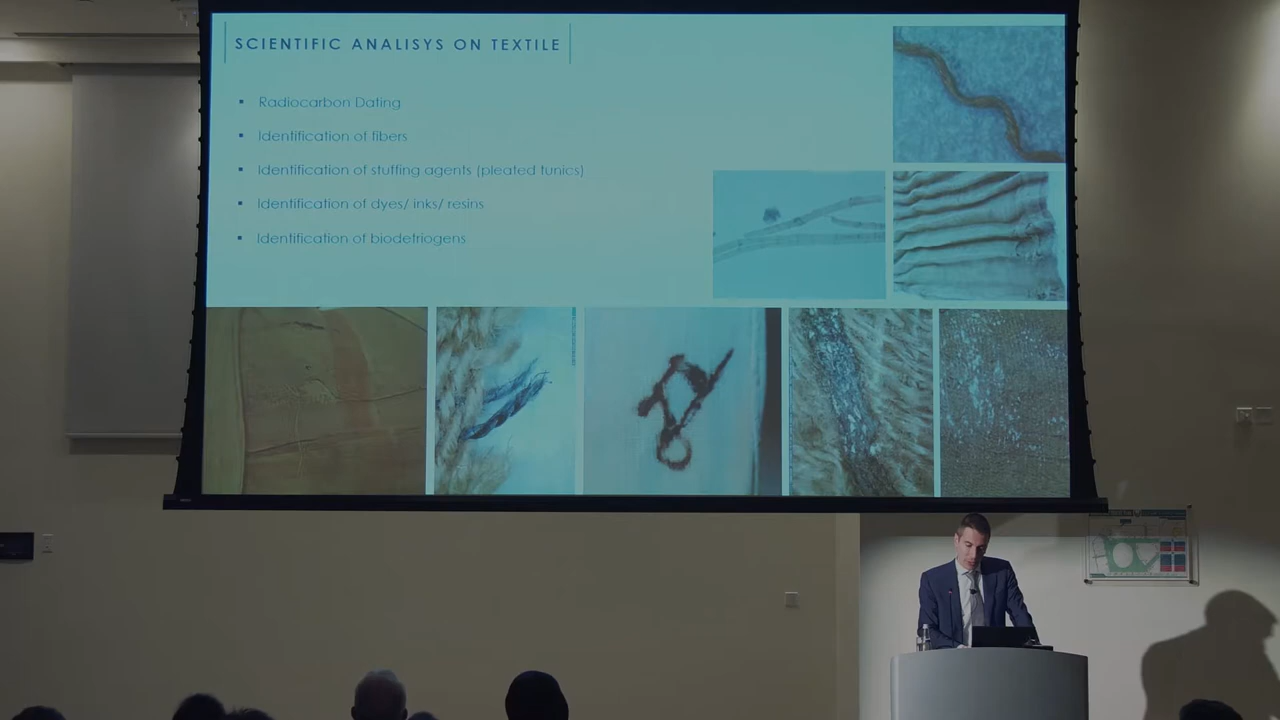 SCIENTIFIC ANALISYS ON TEXTILE
▪ Radiocarbon Dating
▪ Identification of fibers
▪ Identification of stuffing agents (pleated tunics)
▪ Identification of dyes/ inks/ resins
▪ Identification of biodetriogens